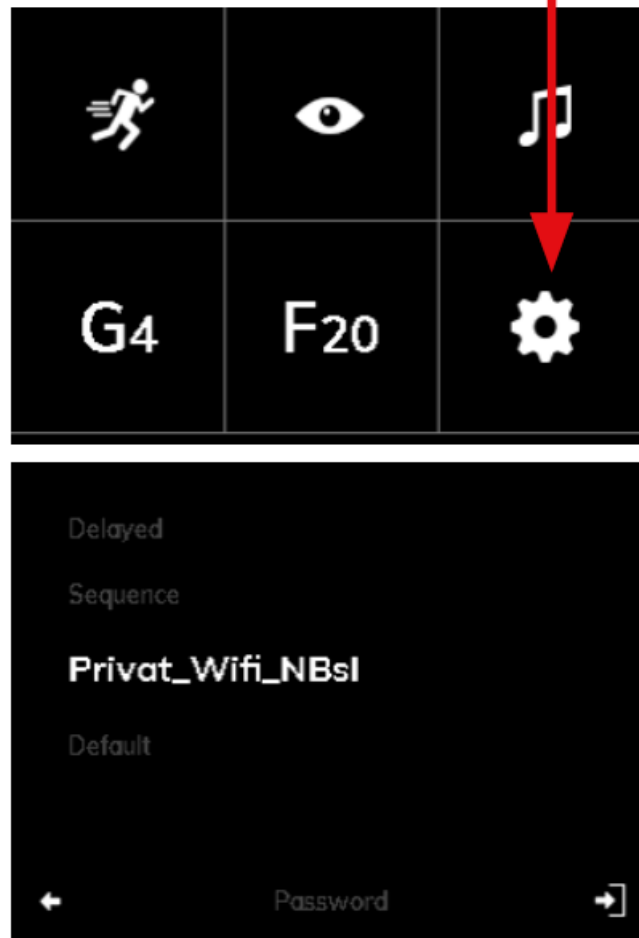 G4 F20
Delayed
Sequence
Privat_Wifi_NBsI
Default
Password